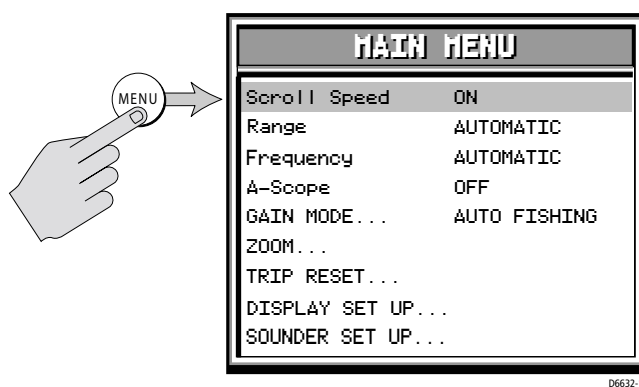 MAIN MENU
MENU
Scroll Speed ON
Range AUTOMATIC
Frequency AUTOMATIC
A-Scope OFF
GAIN MODE... AUTO FISHING
ZOOM...
TRIP RESET...
DISPLAY SET UP...
SOUNDER SET UP...
D6632-